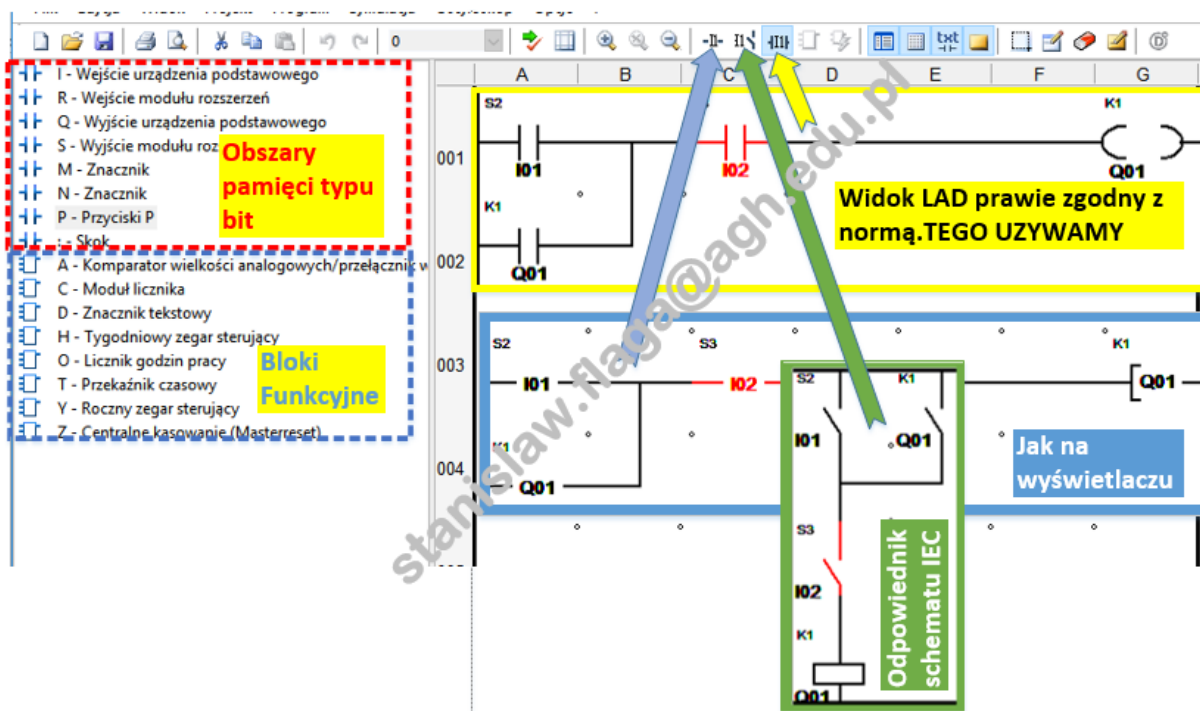 0
I - Wejście urządzenia podstawowego
R - Wejście modułu rozszerzeń
Q - Wyjście urządzenia podstawowego
S - Wyjście modułu roz
M - Znacznik
N - Znacznik
P - Przyciski P
: - Skok
Obszary
pamięci typu
bit
A - Komparator wielkości analogowych/przełącznik w
C - Moduł licznika
D - Znacznik tekstowy
H - Tygodniowy zegar sterujący
O - Licznik godzin pracy
T - Przekaźnik czasowy
Y - Roczny zegar sterujący
Z - Centralne kasowanie (Masterreset)
Bloki
Funkcyjne
txt
A B C D E F G
S2 K1
001
I01 I02 Q01
K1
002
Q01
Widok LAD prawie zgodny z
normą.TEGO UZYWAMY
S2 S3 K1
003
I01 I02 Q01
K1
004
Q01
S2 K1
I01 Q01
S3
I02
K1
Q01
Odpowiednik
schematu IEC
Jak na
wyświetlaczu
stanislaw.flaga@agh.edu.pl